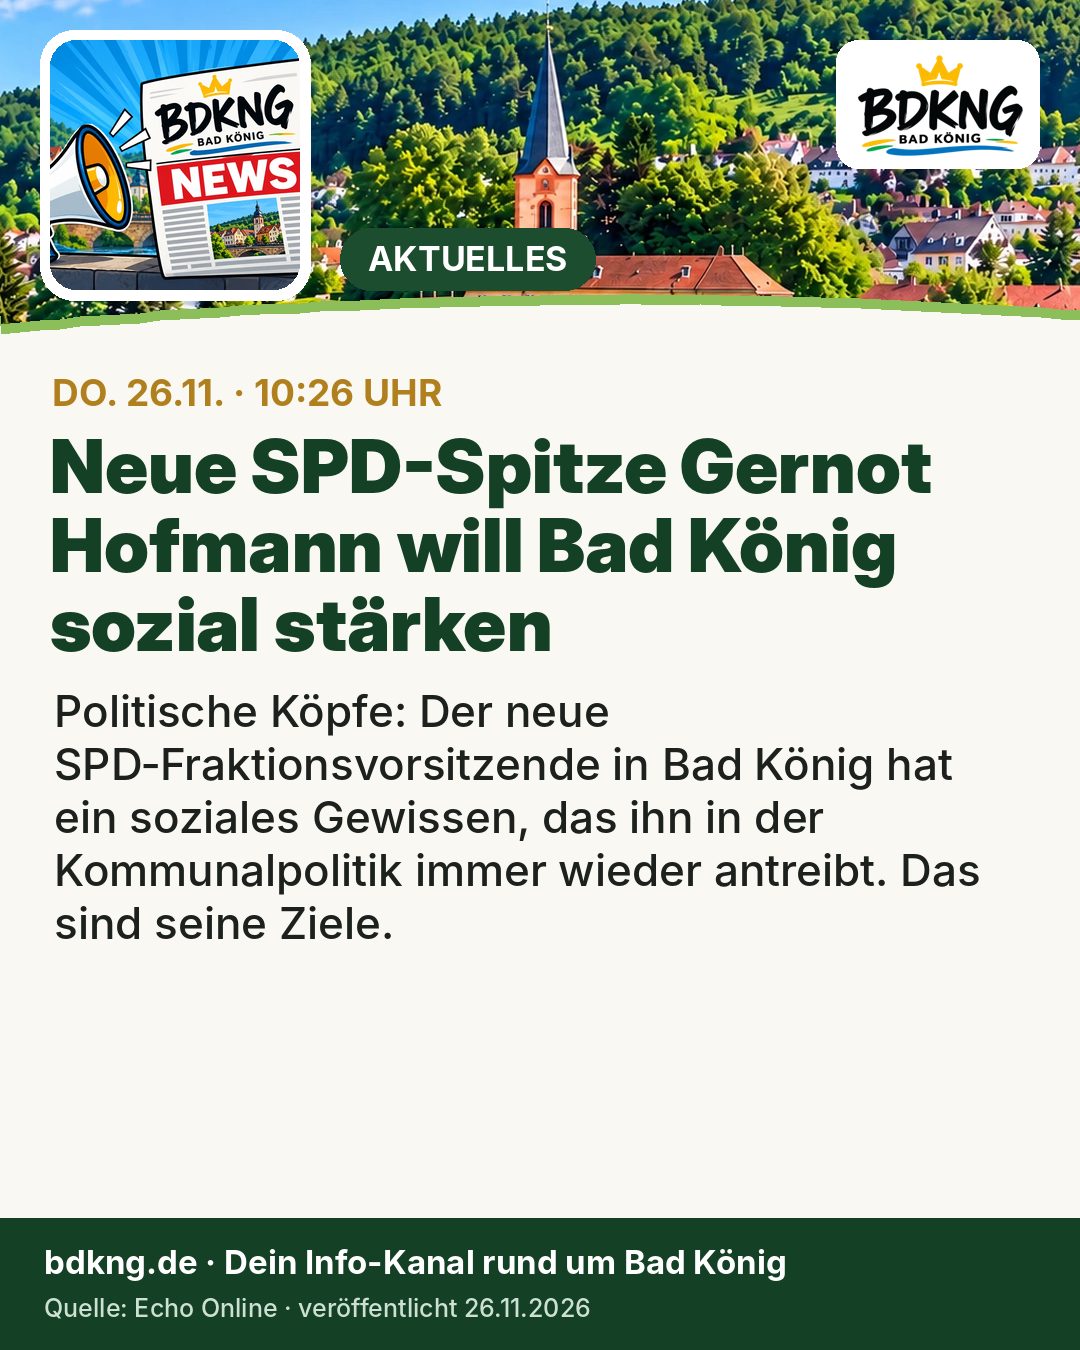 BDKNG
BAD KÖNIG
NEWS
BDKNG
BAD KÖNIG
AKTUELLES
DO. 26.11. · 10:26 UHR
Neue SPD-Spitze Gernot
Hofmann will Bad König
sozial stärken
Politische Köpfe: Der neue
SPD-Fraktionsvorsitzende in Bad König hat
ein soziales Gewissen, das ihn in der
Kommunalpolitik immer wieder antreibt. Das
sind seine Ziele.
bdkng.de · Dein Info-Kanal rund um Bad König
Quelle: Echo Online · veröffentlicht 26.11.2026